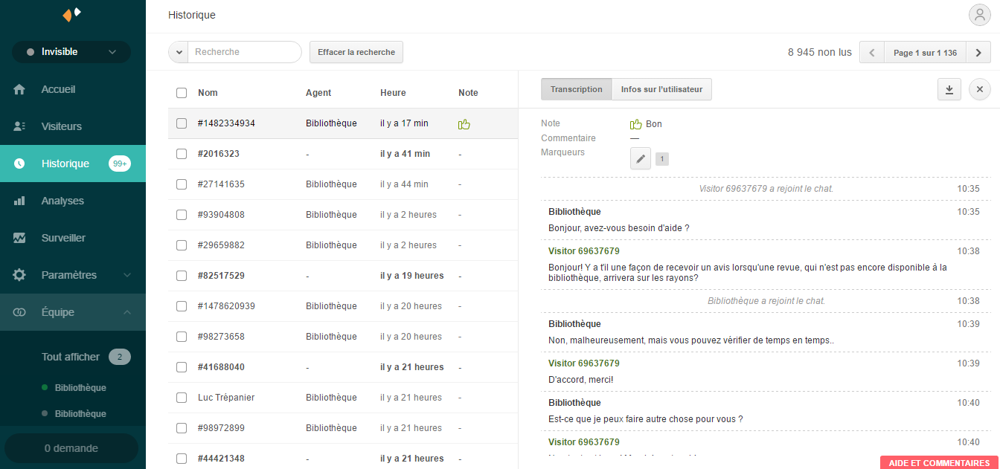 Historique
Invisible
Accueil
Visiteurs
Historique 99+
Analyses
Surveiller
Paramètres
Équipe
Tout afficher 2
Bibliothèque
Bibliothèque
0 demande
Recherche
Effacer la recherche
8 945 non lus
Page 1 sur 1 136
Nom Agent Heure Note
#1482334934 Bibliothèque il y a 17 min
#2016323 - il y a 41 min -
#27141635 Bibliothèque il y a 44 min -
#93904808 Bibliothèque il y a 2 heures -
#29659882 Bibliothèque il y a 2 heures -
#82517529 - il y a 19 heures -
#1478620939 Bibliothèque il y a 20 heures -
#98273658 Bibliothèque il y a 20 heures -
#41688040 - il y a 21 heures -
Luc Trépanier Bibliothèque il y a 21 heures -
#98972899 Bibliothèque il y a 21 heures -
#44421348 - il y a 21 heures -
Transcription Infos sur l'utilisateur
Note Bon
Commentaire —
Marqueurs 1
Visitor 69637679 a rejoint le chat. 10:35
Bibliothèque 10:35
Bonjour, avez-vous besoin d'aide ?
Visitor 69637679 10:38
Bonjour! Y a t'il une façon de recevoir un avis lorsqu'une revue, qui n'est pas encore disponible à la
bibliothèque, arrivera sur les rayons?
Bibliothèque a rejoint le chat. 10:38
Bibliothèque 10:39
Non, malheureusement, mais vous pouvez vérifier de temps en temps..
Visitor 69637679 10:39
D'accord, merci!
Bibliothèque 10:40
Est-ce que je peux faire autre chose pour vous ?
Visitor 69637679 10:40
AIDE ET COMMENTAIRES